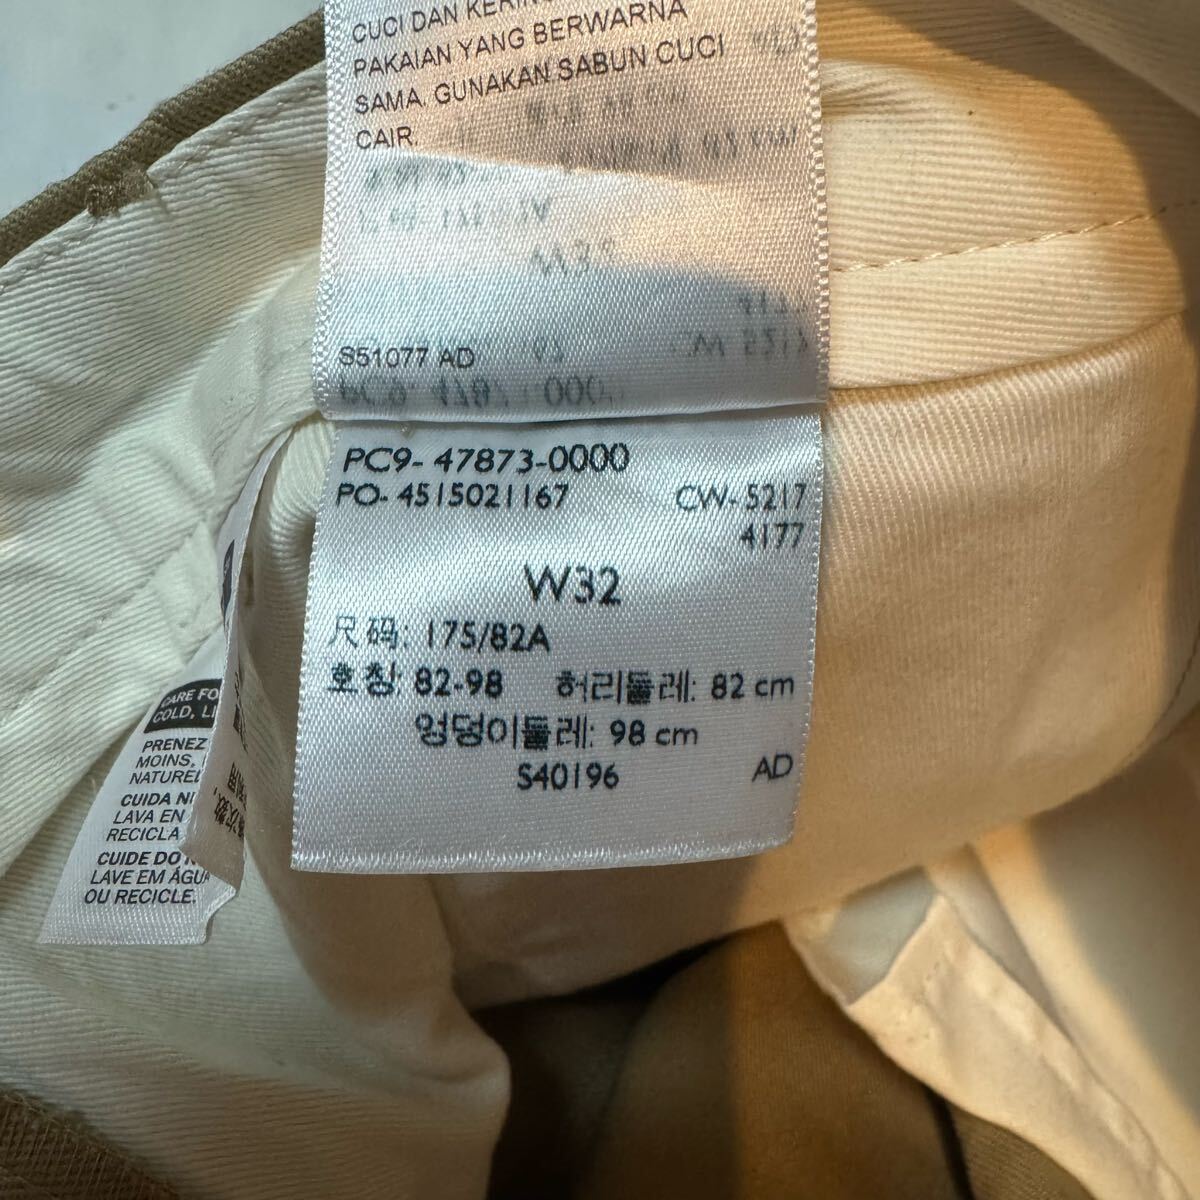 CUCI DAN
PAKAIAN YANG BERWARNA
SAMA. GUNAKAN SABUN CUCI
CAIR.
S51077 AD
PC9- 47873-0000
PO- 4515021167 CW- 5217
4177
W32
尺码: 175/82A
호칭: 82-98 허리둘레: 82 cm
엉덩이둘레: 98 cm
S40196 AD
CARE FO
COLD, LI
PRENEZ
MOINS,
NATUREL
CUIDA
LAVA EN
RECICLA
CUIDE DO
LAVE EM ÁGUA
OU RECICLE.